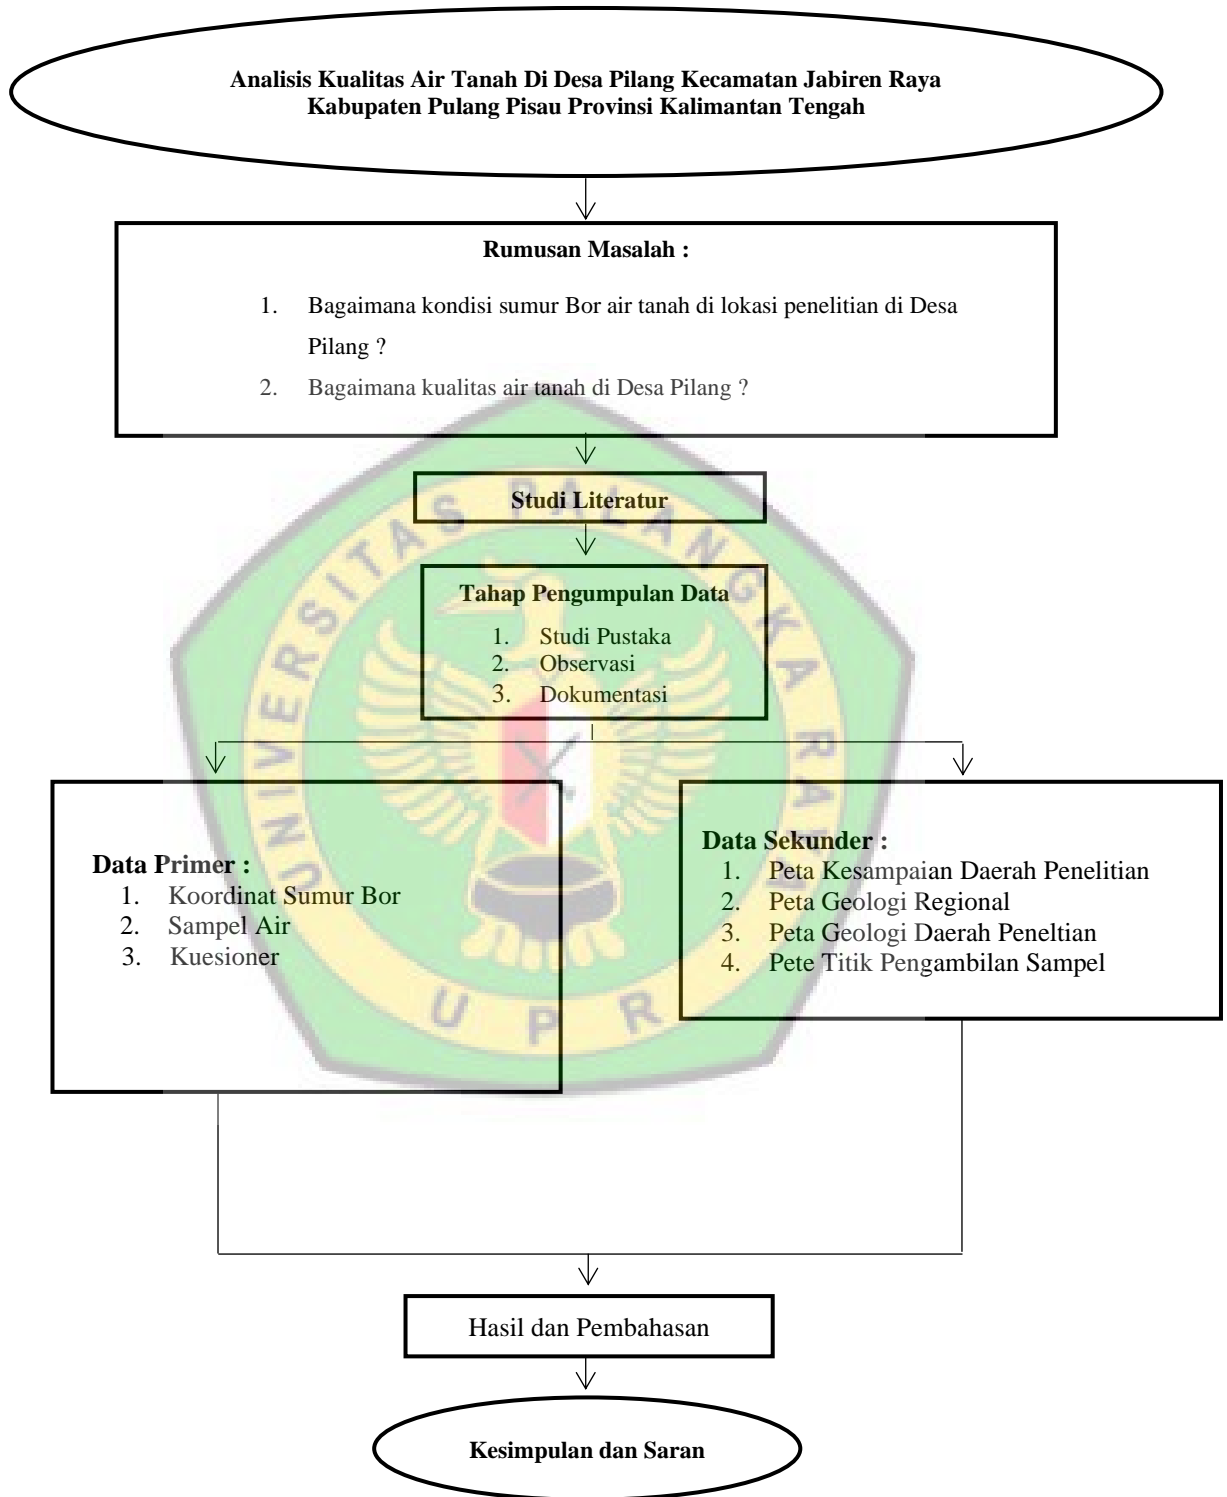 Analisis Kualitas Air Tanah Di Desa Pilang Kecamatan Jabiren Raya
Kabupaten Pulang Pisau Provinsi Kalimantan Tengah
Rumusan Masalah :
1. Bagaimana kondisi sumur Bor air tanah di lokasi penelitian di Desa
Pilang ?
2. Bagaimana kualitas air tanah di Desa Pilang ?
Studi Literatur
Tahap Pengumpulan Data
1. Studi Pustaka
2. Observasi
3. Dokumentasi
Data Primer :
1. Koordinat Sumur Bor
2. Sampel Air
3. Kuesioner
Data Sekunder :
1. Peta Kesampaian Daerah Penelitian
2. Peta Geologi Regional
3. Peta Geologi Daerah Peneltian
4. Pete Titik Pengambilan Sampel
Hasil dan Pembahasan
Kesimpulan dan Saran
UNIVERSITAS PALANGKA RAYA
UPR